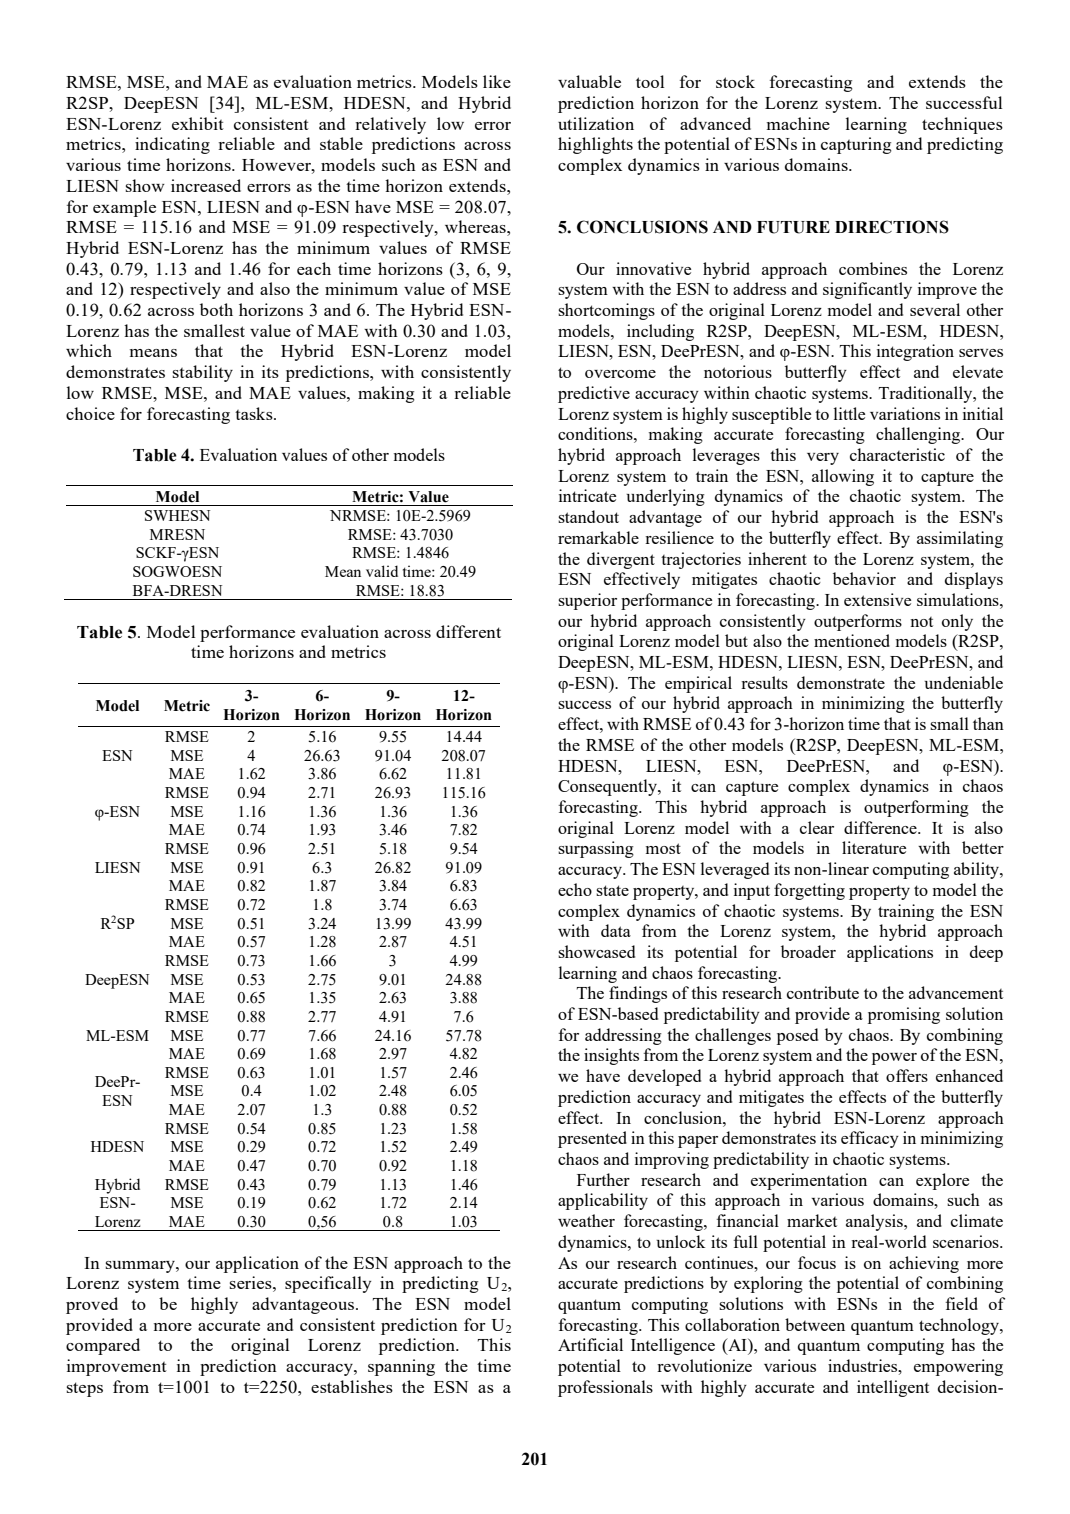 RMSE, MSE, and MAE as evaluation metrics. Models like
R2SP, DeepESN [34], ML-ESM, HDESN, and Hybrid
ESN-Lorenz exhibit consistent and relatively low error
metrics, indicating reliable and stable predictions across
various time horizons. However, models such as ESN and
LIESN show increased errors as the time horizon extends,
for example ESN, LIESN and φ-ESN have MSE = 208.07,
RMSE = 115.16 and MSE = 91.09 respectively, whereas,
Hybrid ESN-Lorenz has the minimum values of RMSE
0.43, 0.79, 1.13 and 1.46 for each time horizons (3, 6, 9,
and 12) respectively and also the minimum value of MSE
0.19, 0.62 across both horizons 3 and 6. The Hybrid ESN-
Lorenz has the smallest value of MAE with 0.30 and 1.03,
which means that the Hybrid ESN-Lorenz model
demonstrates stability in its predictions, with consistently
low RMSE, MSE, and MAE values, making it a reliable
choice for forecasting tasks.
Table 4. Evaluation values of other models
Model Metric: Value
SWHESN NRMSE: 10E-2.5969
MRESN RMSE: 43.7030
SCKF-γESN RMSE: 1.4846
SOGWOESN Mean valid time: 20.49
BFA-DRESN RMSE: 18.83
Table 5. Model performance evaluation across different
time horizons and metrics
Model Metric 3-Horizon 6-Horizon 9-Horizon 12-Horizon
RMSE 2 5.16 9.55 14.44
ESN MSE 4 26.63 91.04 208.07
MAE 1.62 3.86 6.62 11.81
RMSE 0.94 2.71 26.93 115.16
φ-ESN MSE 1.16 1.36 1.36 1.36
MAE 0.74 1.93 3.46 7.82
RMSE 0.96 2.51 5.18 9.54
LIESN MSE 0.91 6.3 26.82 91.09
MAE 0.82 1.87 3.84 6.83
RMSE 0.72 1.8 3.74 6.63
R²SP MSE 0.51 3.24 13.99 43.99
MAE 0.57 1.28 2.87 4.51
RMSE 0.73 1.66 3 4.99
DeepESN MSE 0.53 2.75 9.01 24.88
MAE 0.65 1.35 2.63 3.88
RMSE 0.88 2.77 4.91 7.6
ML-ESM MSE 0.77 7.66 24.16 57.78
MAE 0.69 1.68 2.97 4.82
RMSE 0.63 1.01 1.57 2.46
DeePr-ESN MSE 0.4 1.02 2.48 6.05
MAE 2.07 1.3 0.88 0.52
RMSE 0.54 0.85 1.23 1.58
HDESN MSE 0.29 0.72 1.52 2.49
MAE 0.47 0.70 0.92 1.18
Hybrid RMSE 0.43 0.79 1.13 1.46
ESN- MSE 0.19 0.62 1.72 2.14
Lorenz MAE 0.30 0,56 0.8 1.03
In summary, our application of the ESN approach to the
Lorenz system time series, specifically in predicting U₂,
proved to be highly advantageous. The ESN model
provided a more accurate and consistent prediction for U₂
compared to the original Lorenz prediction. This
improvement in prediction accuracy, spanning the time
steps from t=1001 to t=2250, establishes the ESN as a
valuable tool for stock forecasting and extends the
prediction horizon for the Lorenz system. The successful
utilization of advanced machine learning techniques
highlights the potential of ESNs in capturing and predicting
complex dynamics in various domains.
5. CONCLUSIONS AND FUTURE DIRECTIONS
Our innovative hybrid approach combines the Lorenz
system with the ESN to address and significantly improve the
shortcomings of the original Lorenz model and several other
models, including R2SP, DeepESN, ML-ESM, HDESN,
LIESN, ESN, DeePrESN, and φ-ESN. This integration serves
to overcome the notorious butterfly effect and elevate
predictive accuracy within chaotic systems. Traditionally, the
Lorenz system is highly susceptible to little variations in initial
conditions, making accurate forecasting challenging. Our
hybrid approach leverages this very characteristic of the
Lorenz system to train the ESN, allowing it to capture the
intricate underlying dynamics of the chaotic system. The
standout advantage of our hybrid approach is the ESN's
remarkable resilience to the butterfly effect. By assimilating
the divergent trajectories inherent to the Lorenz system, the
ESN effectively mitigates chaotic behavior and displays
superior performance in forecasting. In extensive simulations,
our hybrid approach consistently outperforms not only the
original Lorenz model but also the mentioned models (R2SP,
DeepESN, ML-ESM, HDESN, LIESN, ESN, DeePrESN, and
φ-ESN). The empirical results demonstrate the undeniable
success of our hybrid approach in minimizing the butterfly
effect, with RMSE of 0.43 for 3-horizon time that is small than
the RMSE of the other models (R2SP, DeepESN, ML-ESM,
HDESN, LIESN, ESN, DeePrESN, and φ-ESN).
Consequently, it can capture complex dynamics in chaos
forecasting. This hybrid approach is outperforming the
original Lorenz model with a clear difference. It is also
surpassing most of the models in literature with better
accuracy. The ESN leveraged its non-linear computing ability,
echo state property, and input forgetting property to model the
complex dynamics of chaotic systems. By training the ESN
with data from the Lorenz system, the hybrid approach
showcased its potential for broader applications in deep
learning and chaos forecasting.
The findings of this research contribute to the advancement
of ESN-based predictability and provide a promising solution
for addressing the challenges posed by chaos. By combining
the insights from the Lorenz system and the power of the ESN,
we have developed a hybrid approach that offers enhanced
prediction accuracy and mitigates the effects of the butterfly
effect. In conclusion, the hybrid ESN-Lorenz approach
presented in this paper demonstrates its efficacy in minimizing
chaos and improving predictability in chaotic systems.
Further research and experimentation can explore the
applicability of this approach in various domains, such as
weather forecasting, financial market analysis, and climate
dynamics, to unlock its full potential in real-world scenarios.
As our research continues, our focus is on achieving more
accurate predictions by exploring the potential of combining
quantum computing solutions with ESNs in the field of
forecasting. This collaboration between quantum technology,
Artificial Intelligence (AI), and quantum computing has the
potential to revolutionize various industries, empowering
professionals with highly accurate and intelligent decision-
201